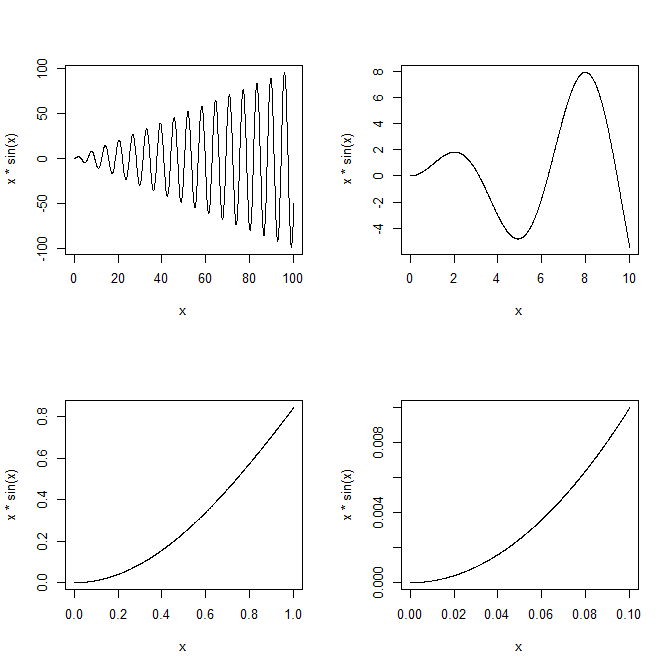 x * sin(x)
100
50
0
-50
-100
0 20 40 60 80 100
x
x * sin(x)
8
6
4
2
0
-2
-4
0 2 4 6 8 10
x
x * sin(x)
0.8
0.6
0.4
0.2
0.0
0.0 0.2 0.4 0.6 0.8 1.0
x
x * sin(x)
0.008
0.004
0.000
0.00 0.02 0.04 0.06 0.08 0.10
x